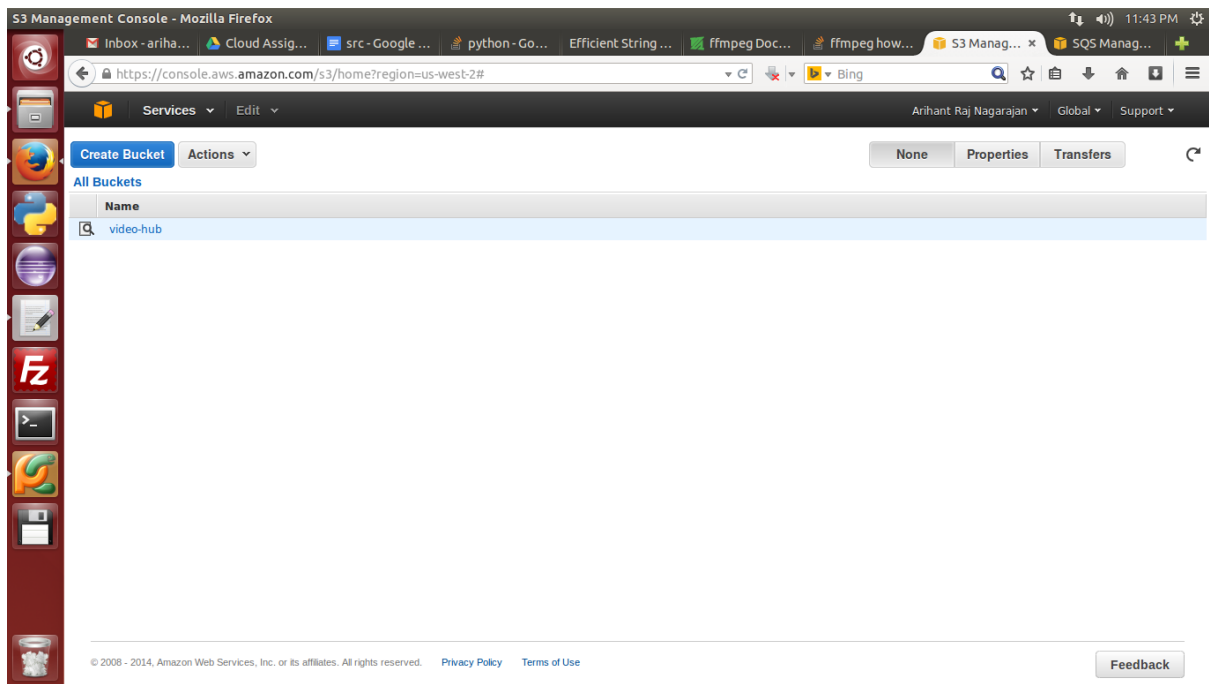 S3 Management Console - Mozilla Firefox 11:43 PM
Inbox - ariha... Cloud Assig... src - Google ... python - Go... Efficient String ... ffmpeg Doc... ffmpeg how... S3 Manag... × SQS Manag...
https://console.aws.amazon.com/s3/home?region=us-west-2# Bing
Services Edit Arihant Raj Nagarajan Global Support
Create Bucket Actions None Properties Transfers
All Buckets
Name
video-hub
© 2008 - 2014, Amazon Web Services, Inc. or its affiliates. All rights reserved. Privacy Policy Terms of Use Feedback